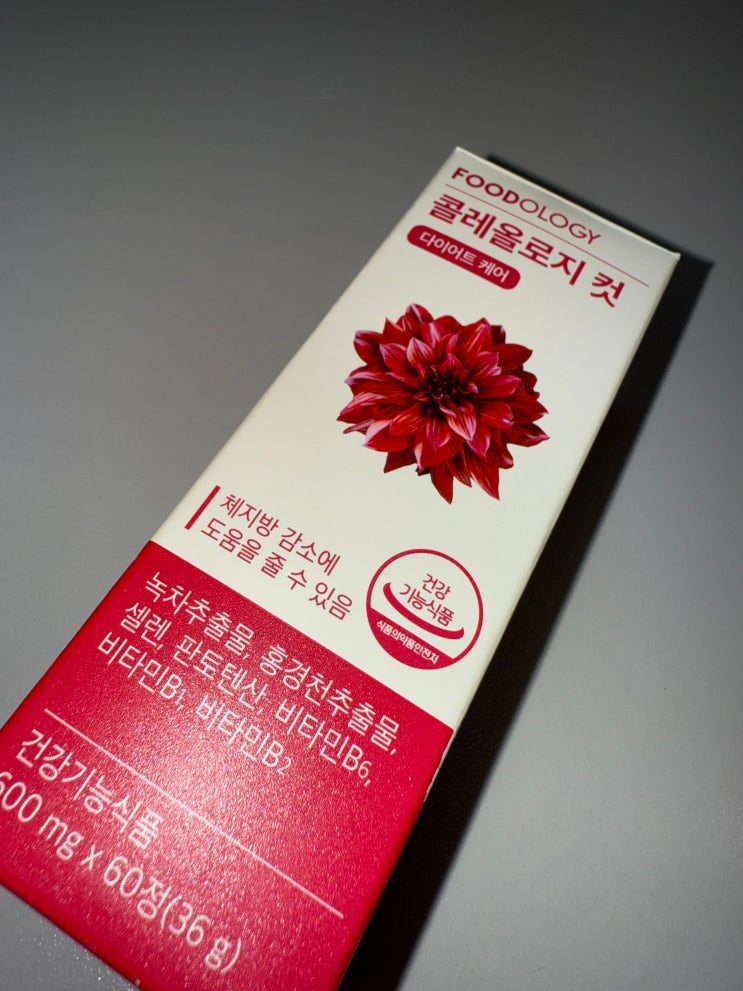 FOODOLOGY
콜레올로지 컷
다이어트 케어
체지방 감소에
도움을 줄 수 있음
건강
기능식품
식품의약품안전처
녹차추출물, 홍경천추출물,
셀렌, 판토텐산, 비타민B6,
비타민B1, 비타민B2
건강기능식품
600 mg x 60정(36 g)